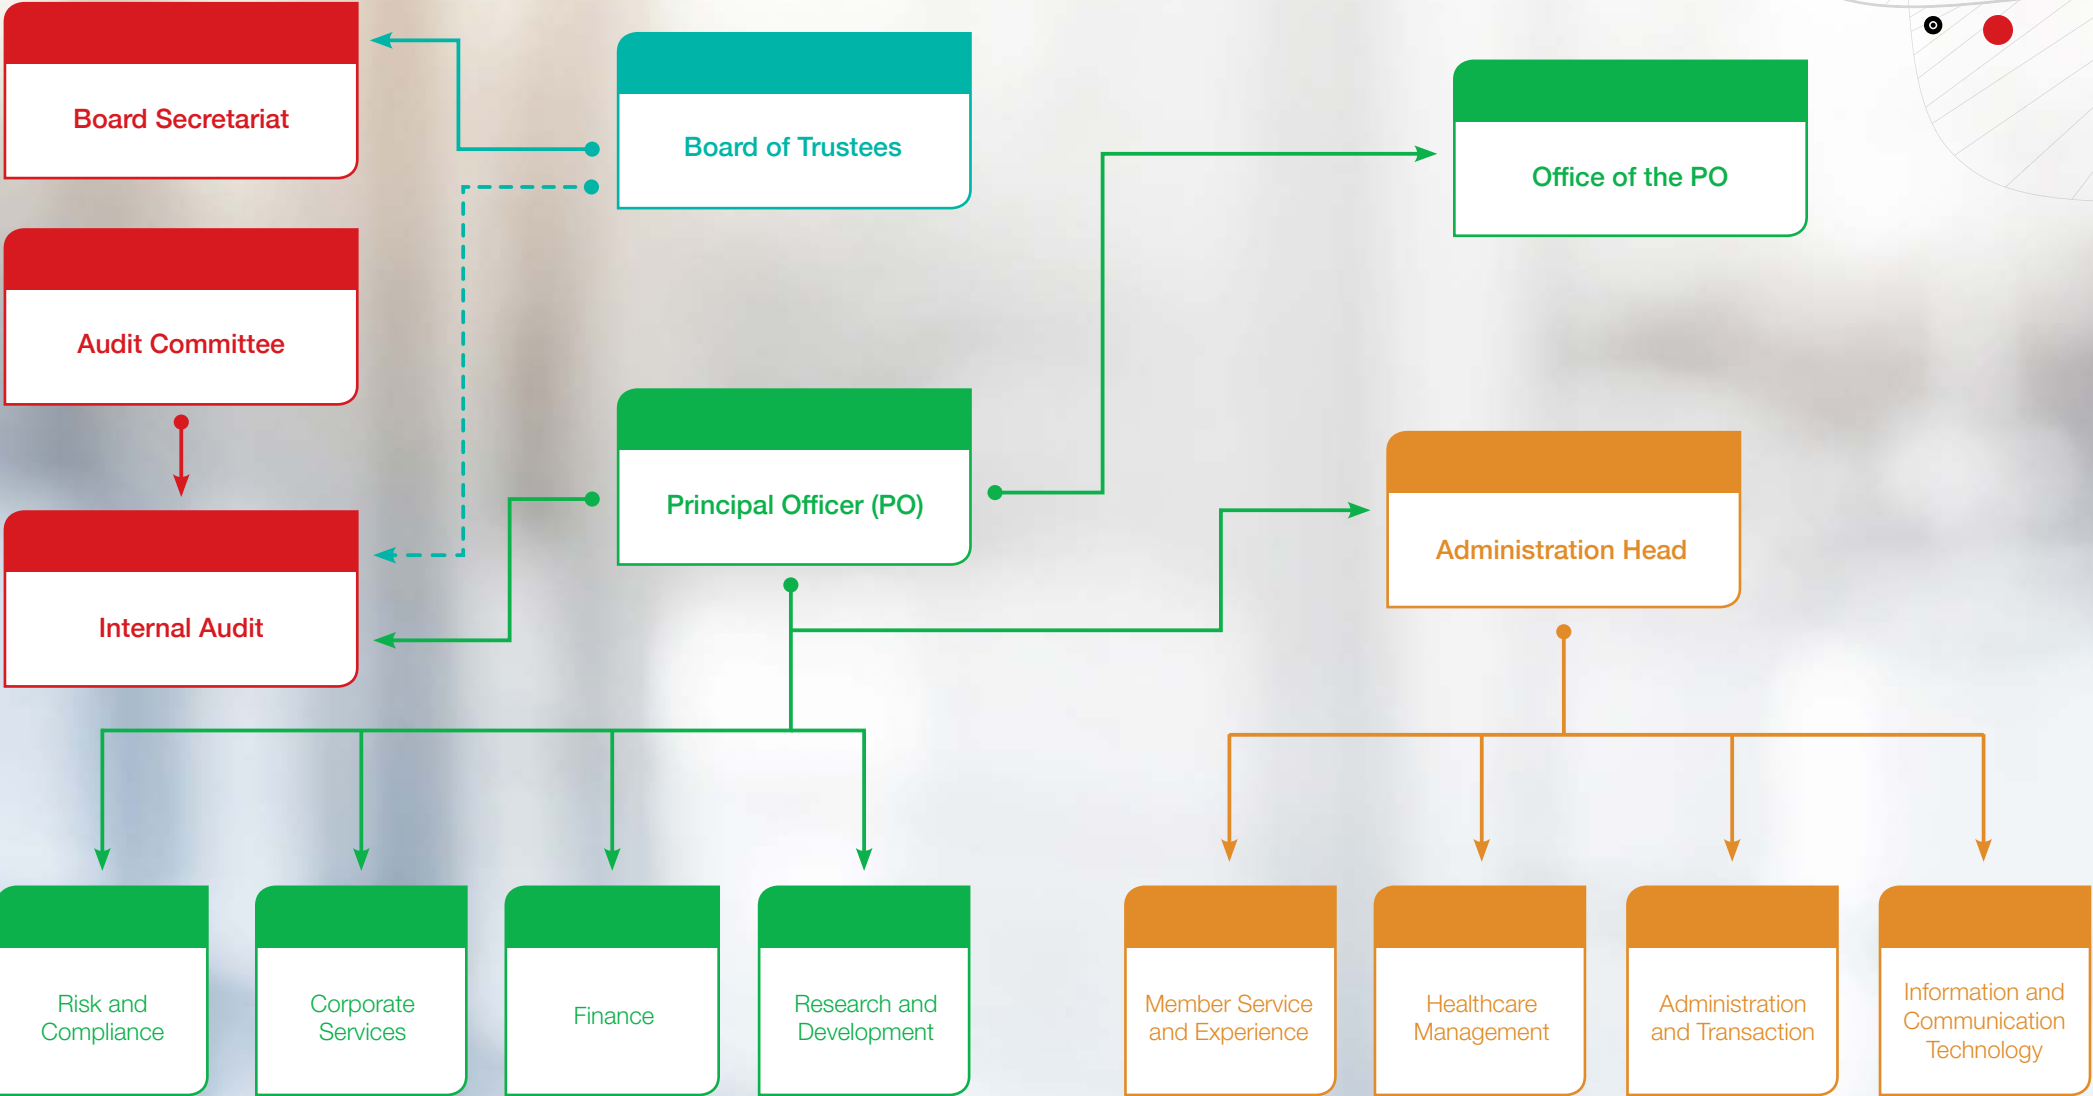 Board Secretariat
Board of Trustees
Office of the PO
Audit Committee
Principal Officer (PO)
Administration Head
Internal Audit
Risk and
Compliance
Corporate
Services
Finance
Research and
Development
Member Service
and Experience
Healthcare
Management
Administration
and Transaction
Information and
Communication
Technology